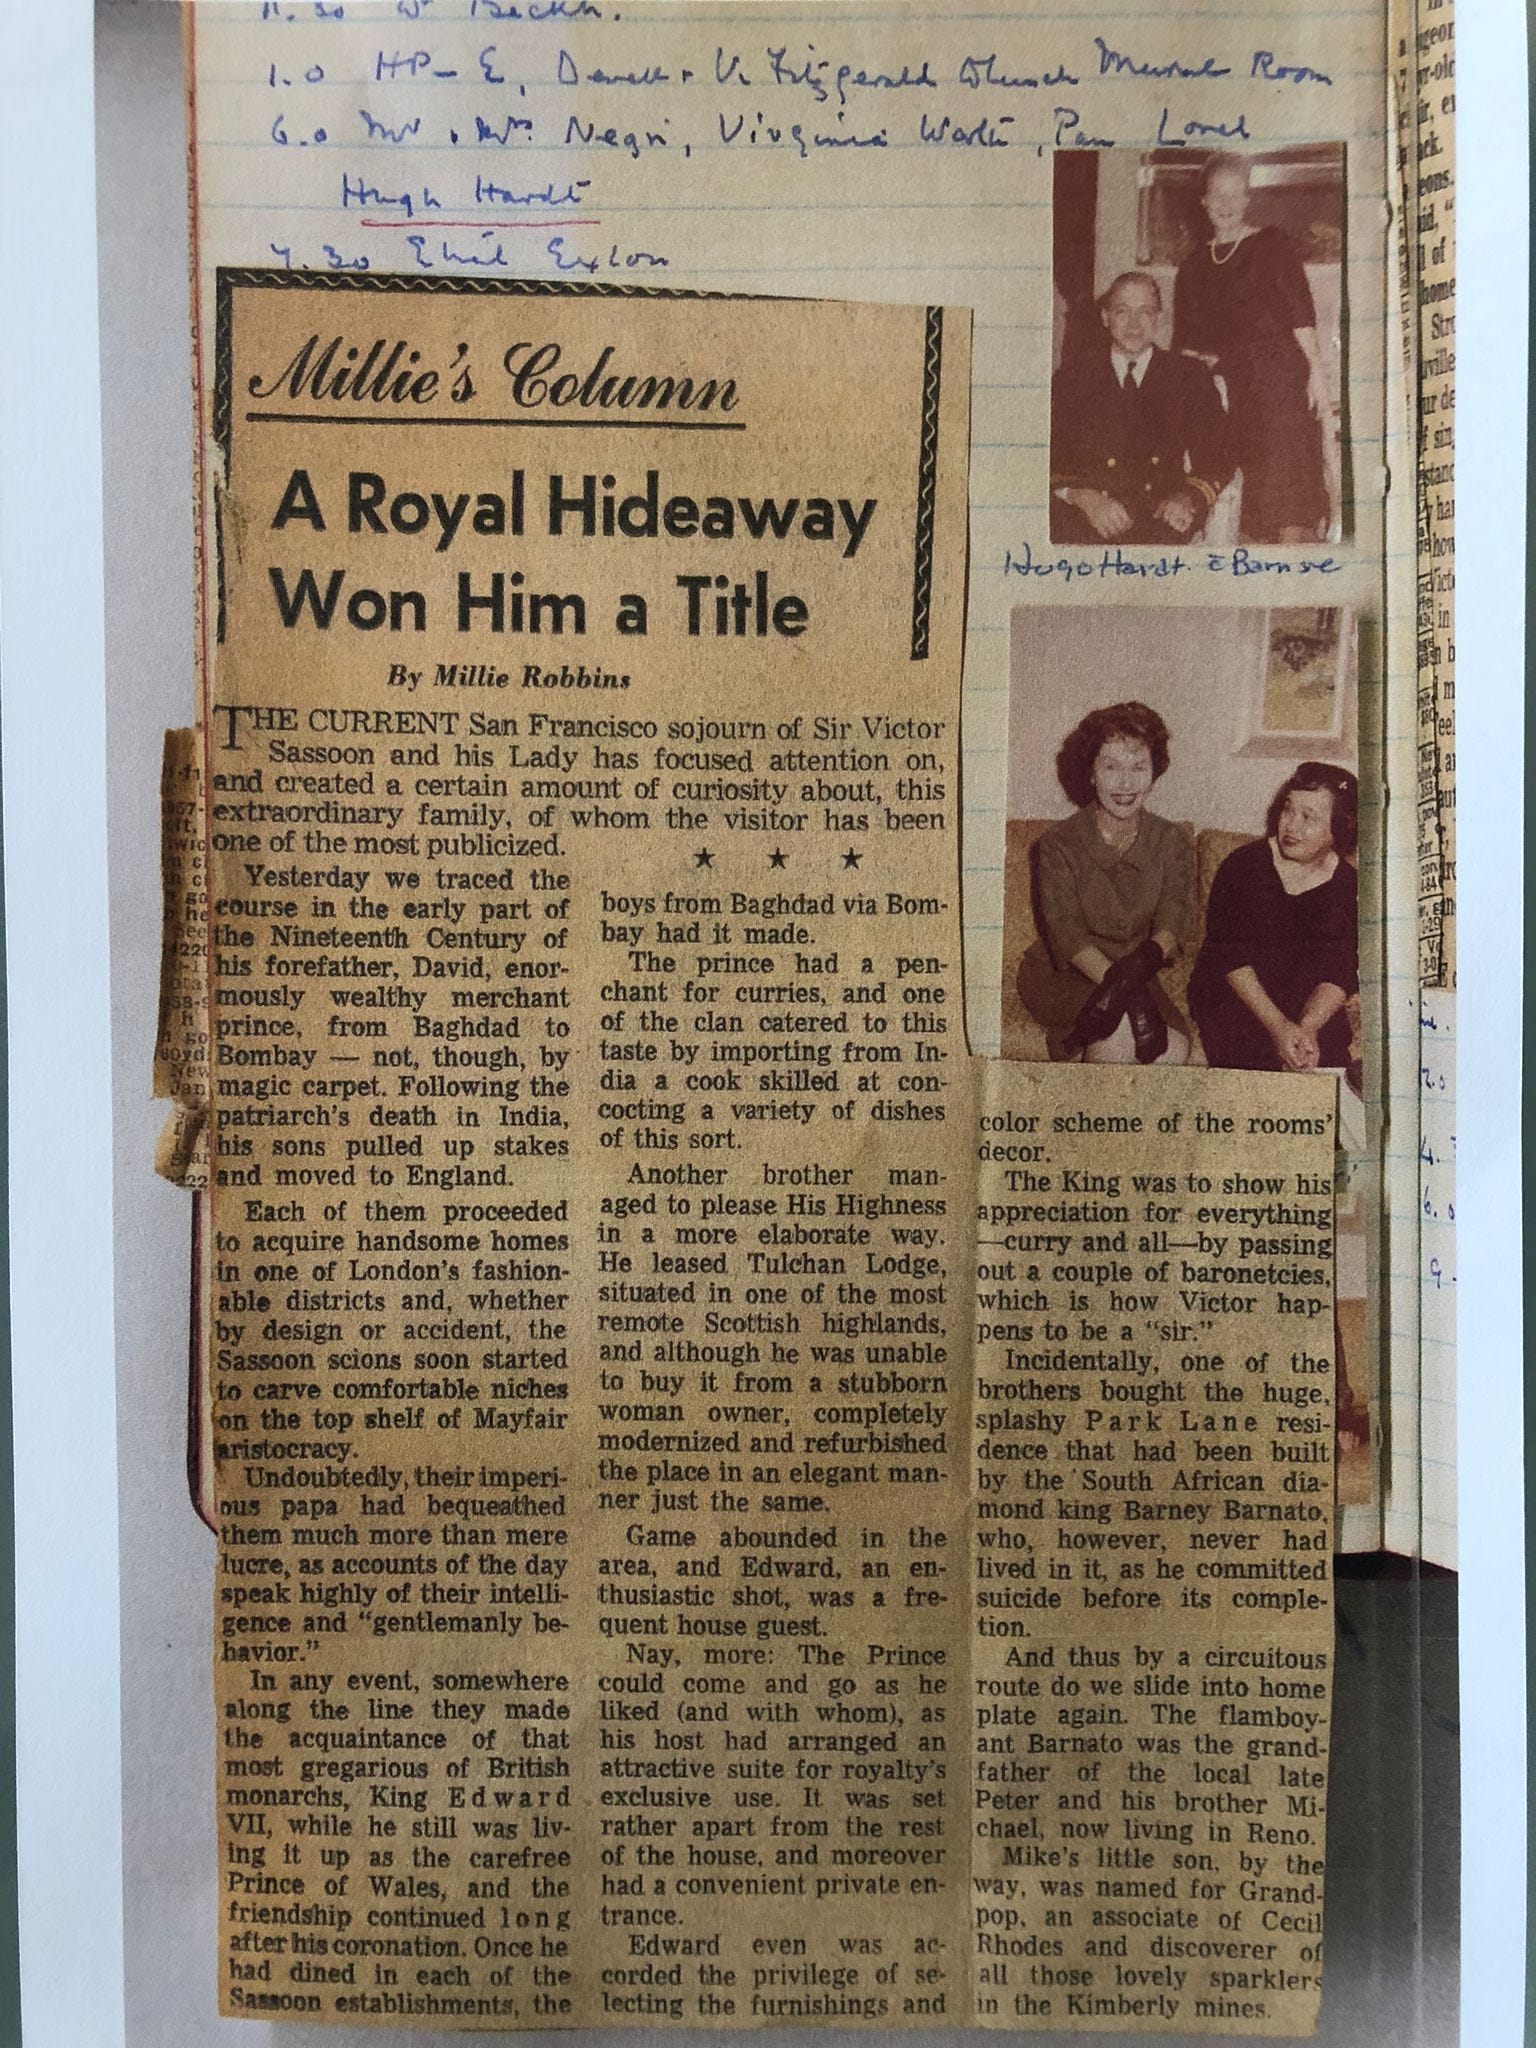 1.0 HP- E, & V. Fitzgerald Mural Room
6.0 Mr & Mrs Negri, Virginia , Pam
Hugh Hardt
7.30 Exton
Millie's Column
A Royal Hideaway
Won Him a Title
By Millie Robbins
THE CURRENT San Francisco sojourn of Sir Victor
Sassoon and his Lady has focused attention on,
and created a certain amount of curiosity about, this
extraordinary family, of whom the visitor has been
one of the most publicized.
Yesterday we traced the
course in the early part of
the Nineteenth Century of
his forefather, David, enor-
mously wealthy merchant
prince, from Baghdad to
Bombay — not, though, by
magic carpet. Following the
patriarch's death in India,
his sons pulled up stakes
and moved to England.
Each of them proceeded
to acquire handsome homes
in one of London's fashion-
able districts and, whether
by design or accident, the
Sassoon scions soon started
to carve comfortable niches
on the top shelf of Mayfair
aristocracy.
Undoubtedly, their imperi-
ous papa had bequeathed
them much more than mere
lucre, as accounts of the day
speak highly of their intelli-
gence and "gentlemanly be-
havior."
In any event, somewhere
along the line they made
the acquaintance of that
most gregarious of British
monarchs, King Edward
VII, while he still was liv-
ing it up as the carefree
Prince of Wales, and the
friendship continued long
after his coronation. Once he
had dined in each of the
Sassoon establishments, the
★ ★ ★
boys from Baghdad via Bom-
bay had it made.
The prince had a pen-
chant for curries, and one
of the clan catered to this
taste by importing from In-
dia a cook skilled at con-
cocting a variety of dishes
of this sort.
Another brother man-
aged to please His Highness
in a more elaborate way.
He leased Tulchan Lodge,
situated in one of the most
remote Scottish highlands,
and although he was unable
to buy it from a stubborn
woman owner, completely
modernized and refurbished
the place in an elegant man-
ner just the same.
Game abounded in the
area, and Edward, an en-
thusiastic shot, was a fre-
quent house guest.
Nay, more: The Prince
could come and go as he
liked (and with whom), as
his host had arranged an
attractive suite for royalty's
exclusive use. It was set
rather apart from the rest
of the house, and moreover
had a convenient private en-
trance.
Edward even was ac-
corded the privilege of se-
lecting the furnishings and
Hugo Hardt & Barnsie
color scheme of the rooms'
decor.
The King was to show his
appreciation for everything
—curry and all—by passing
out a couple of baronetcies,
which is how Victor hap-
pens to be a "sir."
Incidentally, one of the
brothers bought the huge,
splashy Park Lane resi-
dence that had been built
by the South African dia-
mond king Barney Barnato,
who, however, never had
lived in it, as he committed
suicide before its comple-
tion.
And thus by a circuitous
route do we slide into home
plate again. The flamboy-
ant Barnato was the grand-
father of the local late
Peter and his brother Mi-
chael, now living in Reno.
Mike's little son, by the
way, was named for Grand-
pop, an associate of Cecil
Rhodes and discoverer of
all those lovely sparklers
in the Kimberly mines.